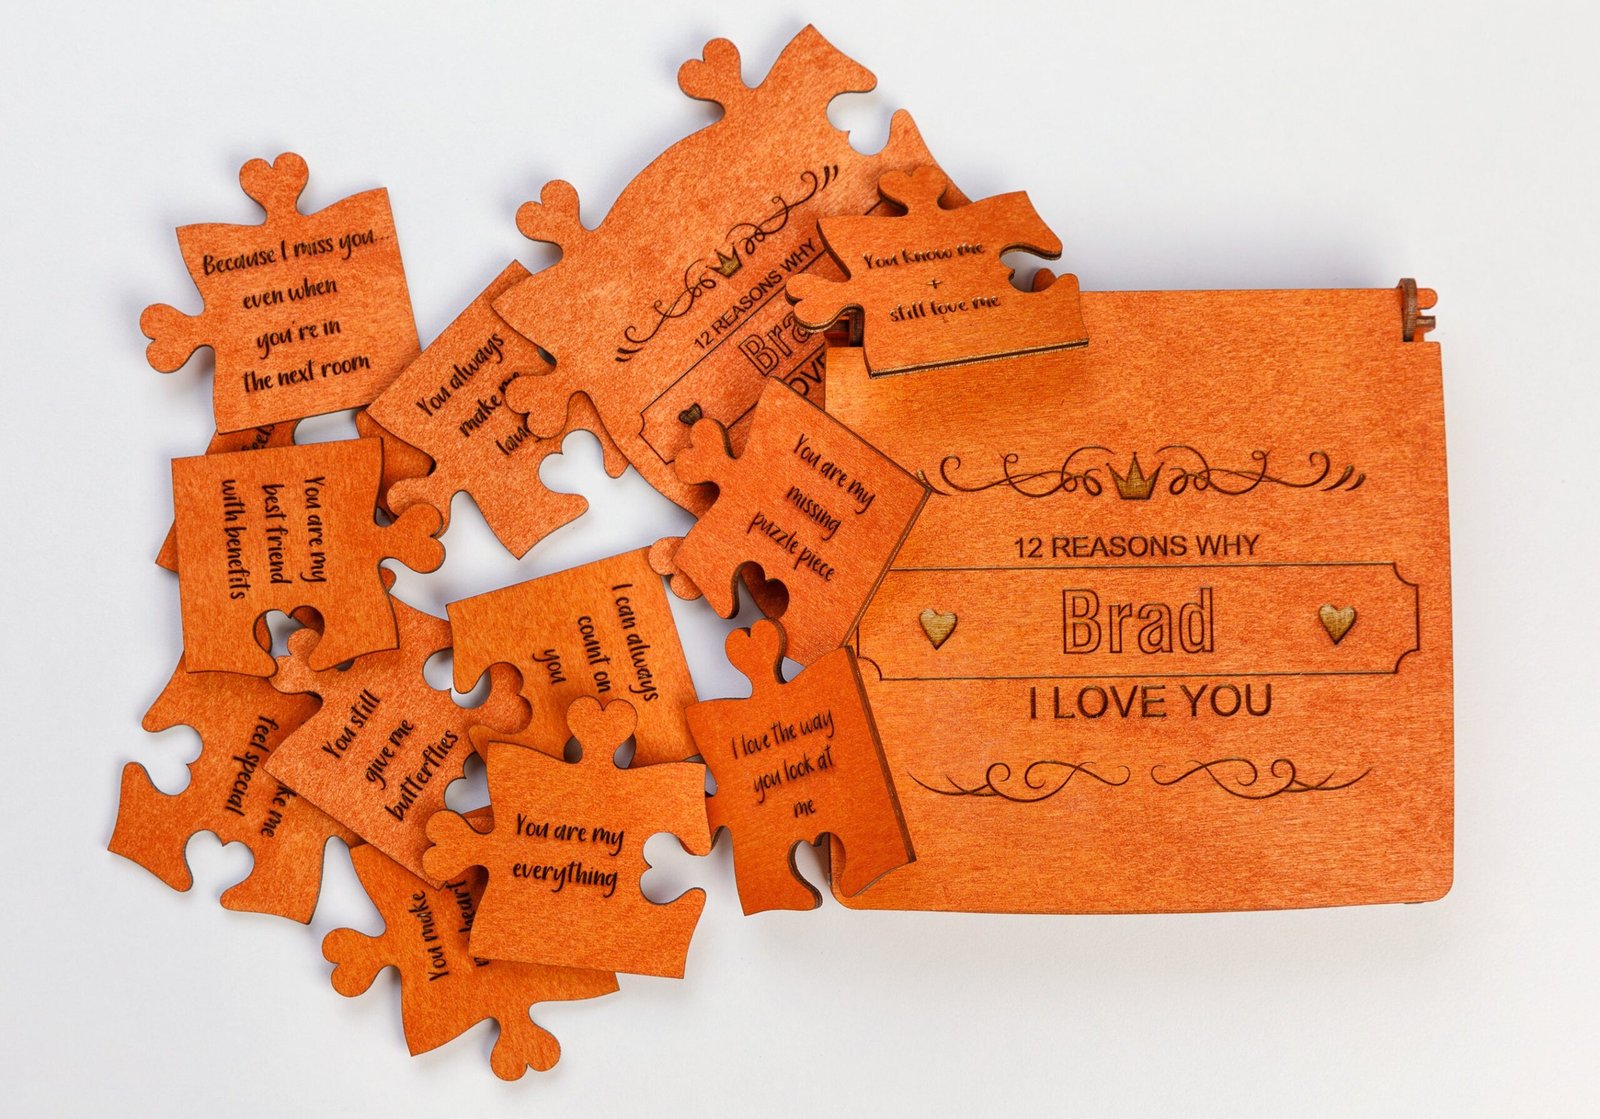 12 REASONS WHY
Brad
I LOVE YOU
12 REASONS WHY
You know me
+
still love me
Because I miss you...
even when
you're in
the next room
You always
make
You are my
missing
puzzle piece
You are my
best friend
with benefits
I can always
count on
you
You still
give me
butterflies
I love the way
you look at
me
me
feel special
You are my
everything
You make
heart